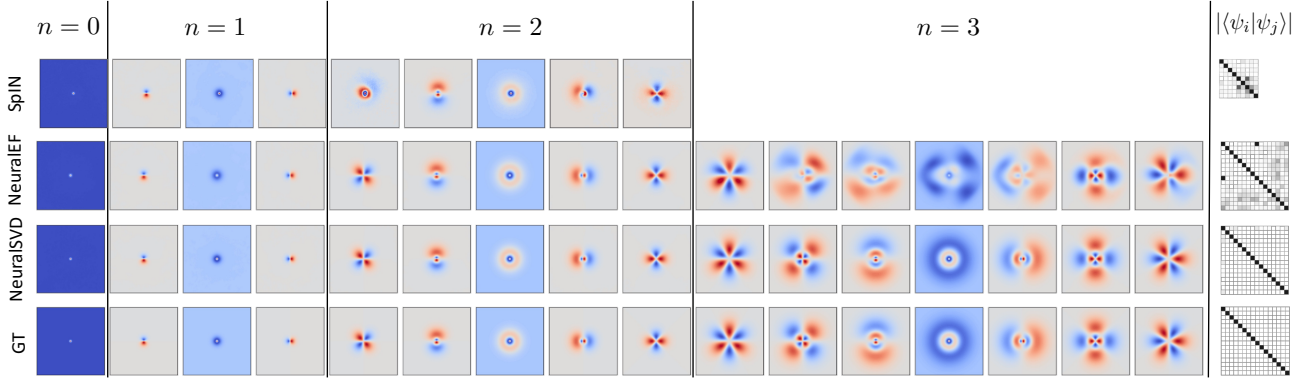 n = 0
n = 1
n = 2
n = 3
|⟨ψᵢ|ψⱼ⟩|
SpIN
NeuralEF
NeuralSVD
GT